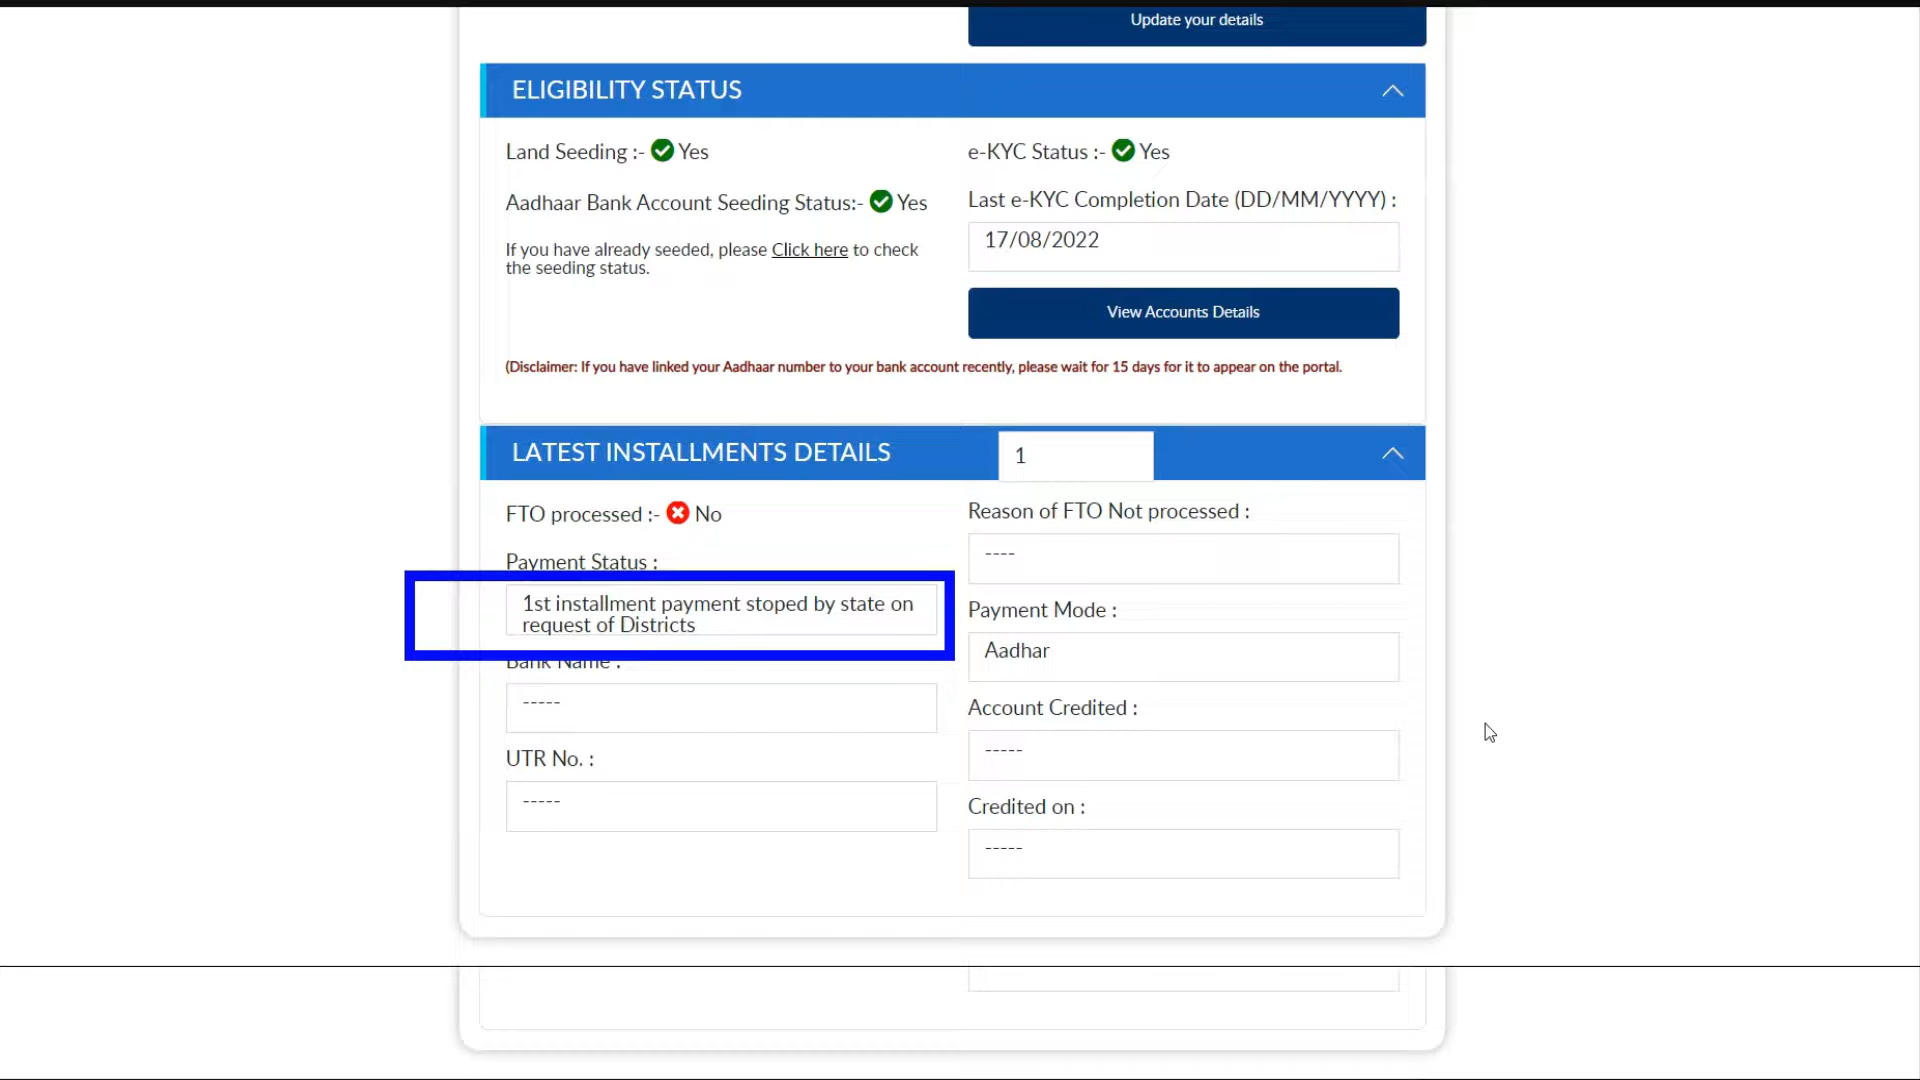 Update your details
ELIGIBILITY STATUS
Land Seeding :- Yes
e-KYC Status :- Yes
Aadhaar Bank Account Seeding Status:- Yes
Last e-KYC Completion Date (DD/MM/YYYY) :
17/08/2022
If you have already seeded, please Click here to check
the seeding status.
View Accounts Details
(Disclaimer: If you have linked your Aadhaar number to your bank account recently, please wait for 15 days for it to appear on the portal.
LATEST INSTALLMENTS DETAILS
1
FTO processed :- No
Reason of FTO Not processed :
----
Payment Status :
1st installment payment stoped by state on
request of Districts
Payment Mode :
Aadhar
Bank Name :
-----
Account Credited :
-----
UTR No. :
-----
Credited on :
-----